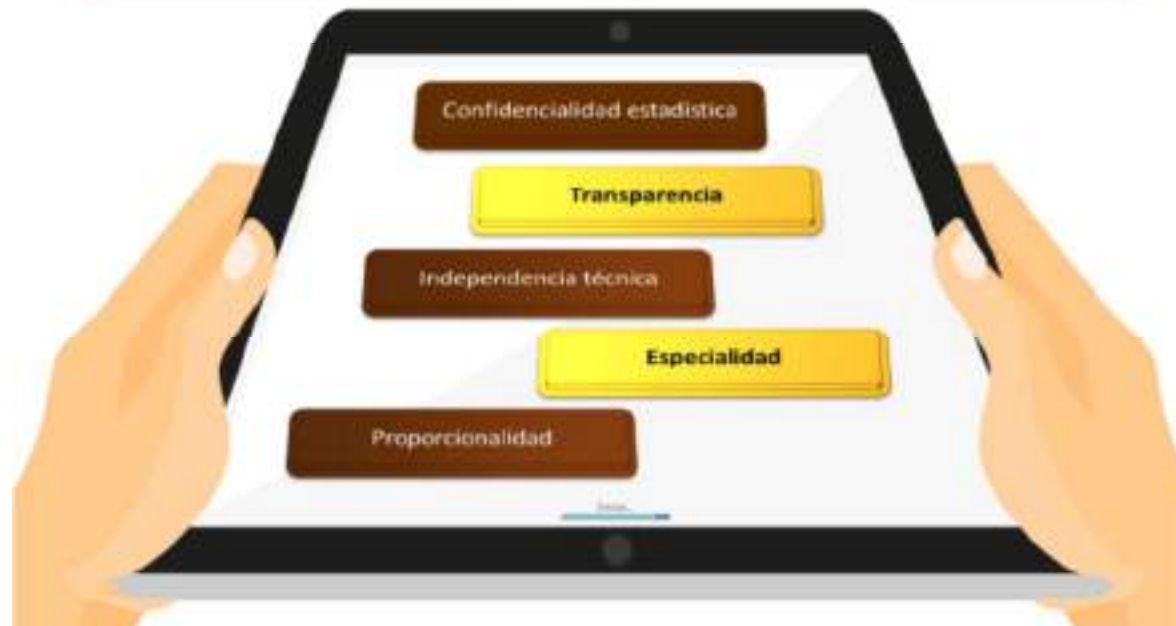 Confidencialidad estadística
Transparencia
Independencia técnica
Especialidad
Proporcionalidad